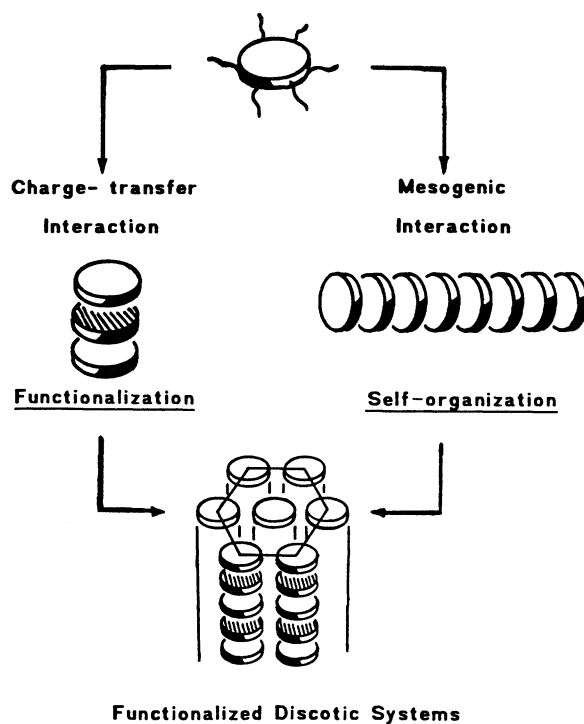 Charge- transfer
Interaction
Mesogenic
Interaction
Functionalization
Self-organization
Functionalized Discotic Systems